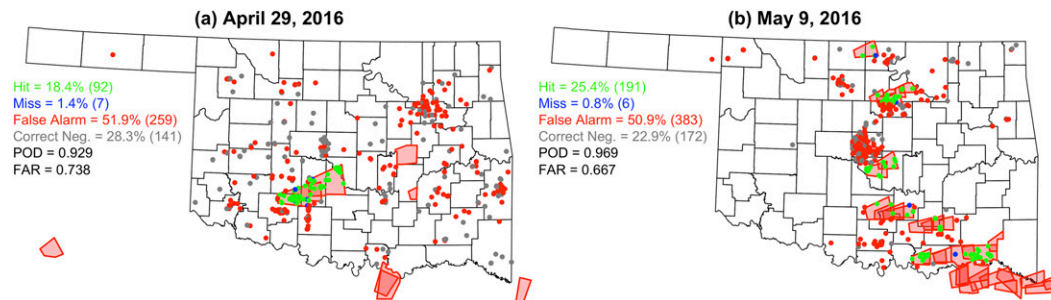 (a) April 29, 2016
Hit = 18.4% (92)
Miss = 1.4% (7)
False Alarm = 51.9% (259)
Correct Neg. = 28.3% (141)
POD = 0.929
FAR = 0.738
(b) May 9, 2016
Hit = 25.4% (191)
Miss = 0.8% (6)
False Alarm = 50.9% (383)
Correct Neg. = 22.9% (172)
POD = 0.969
FAR = 0.667